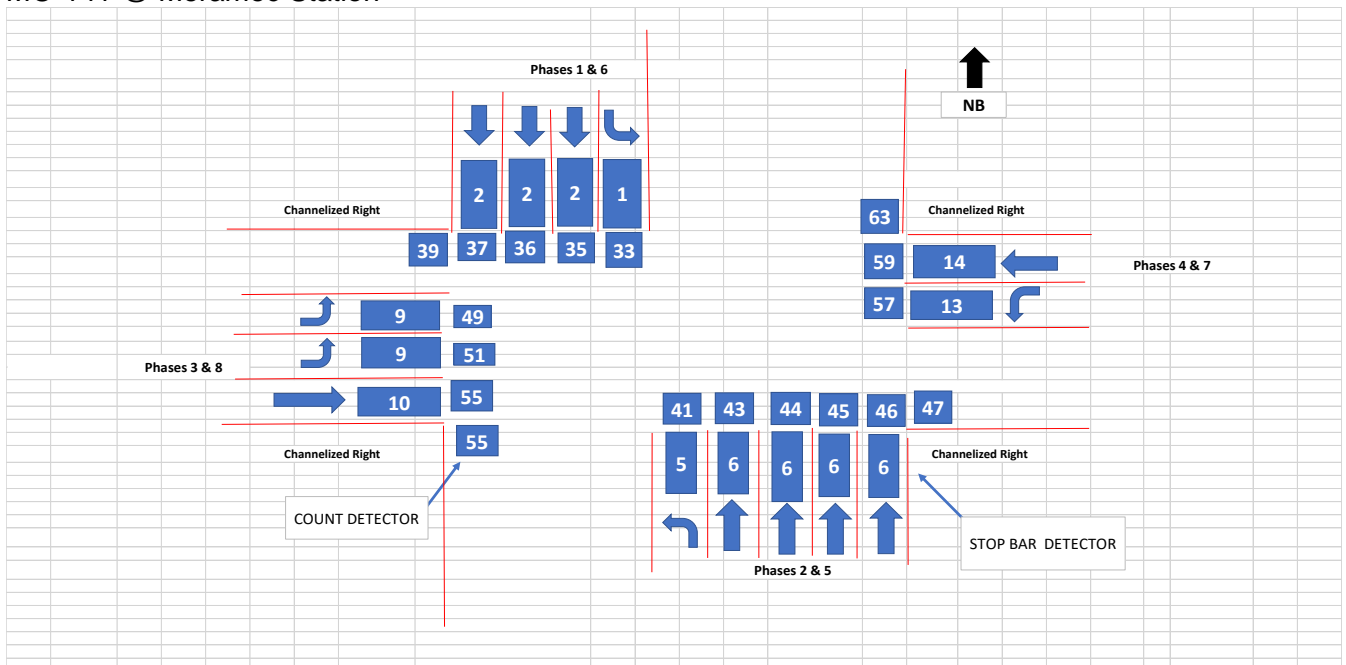 Phases 1 & 6
NB
2 2 2 1
Channelized Right
39 37 36 35 33
63
Channelized Right
59 14
Phases 4 & 7
57 13
9 49
9 51
Phases 3 & 8
10 55
Channelized Right
55
COUNT DETECTOR
41 43 44 45 46 47
5 6 6 6 6
Channelized Right
STOP BAR DETECTOR
Phases 2 & 5